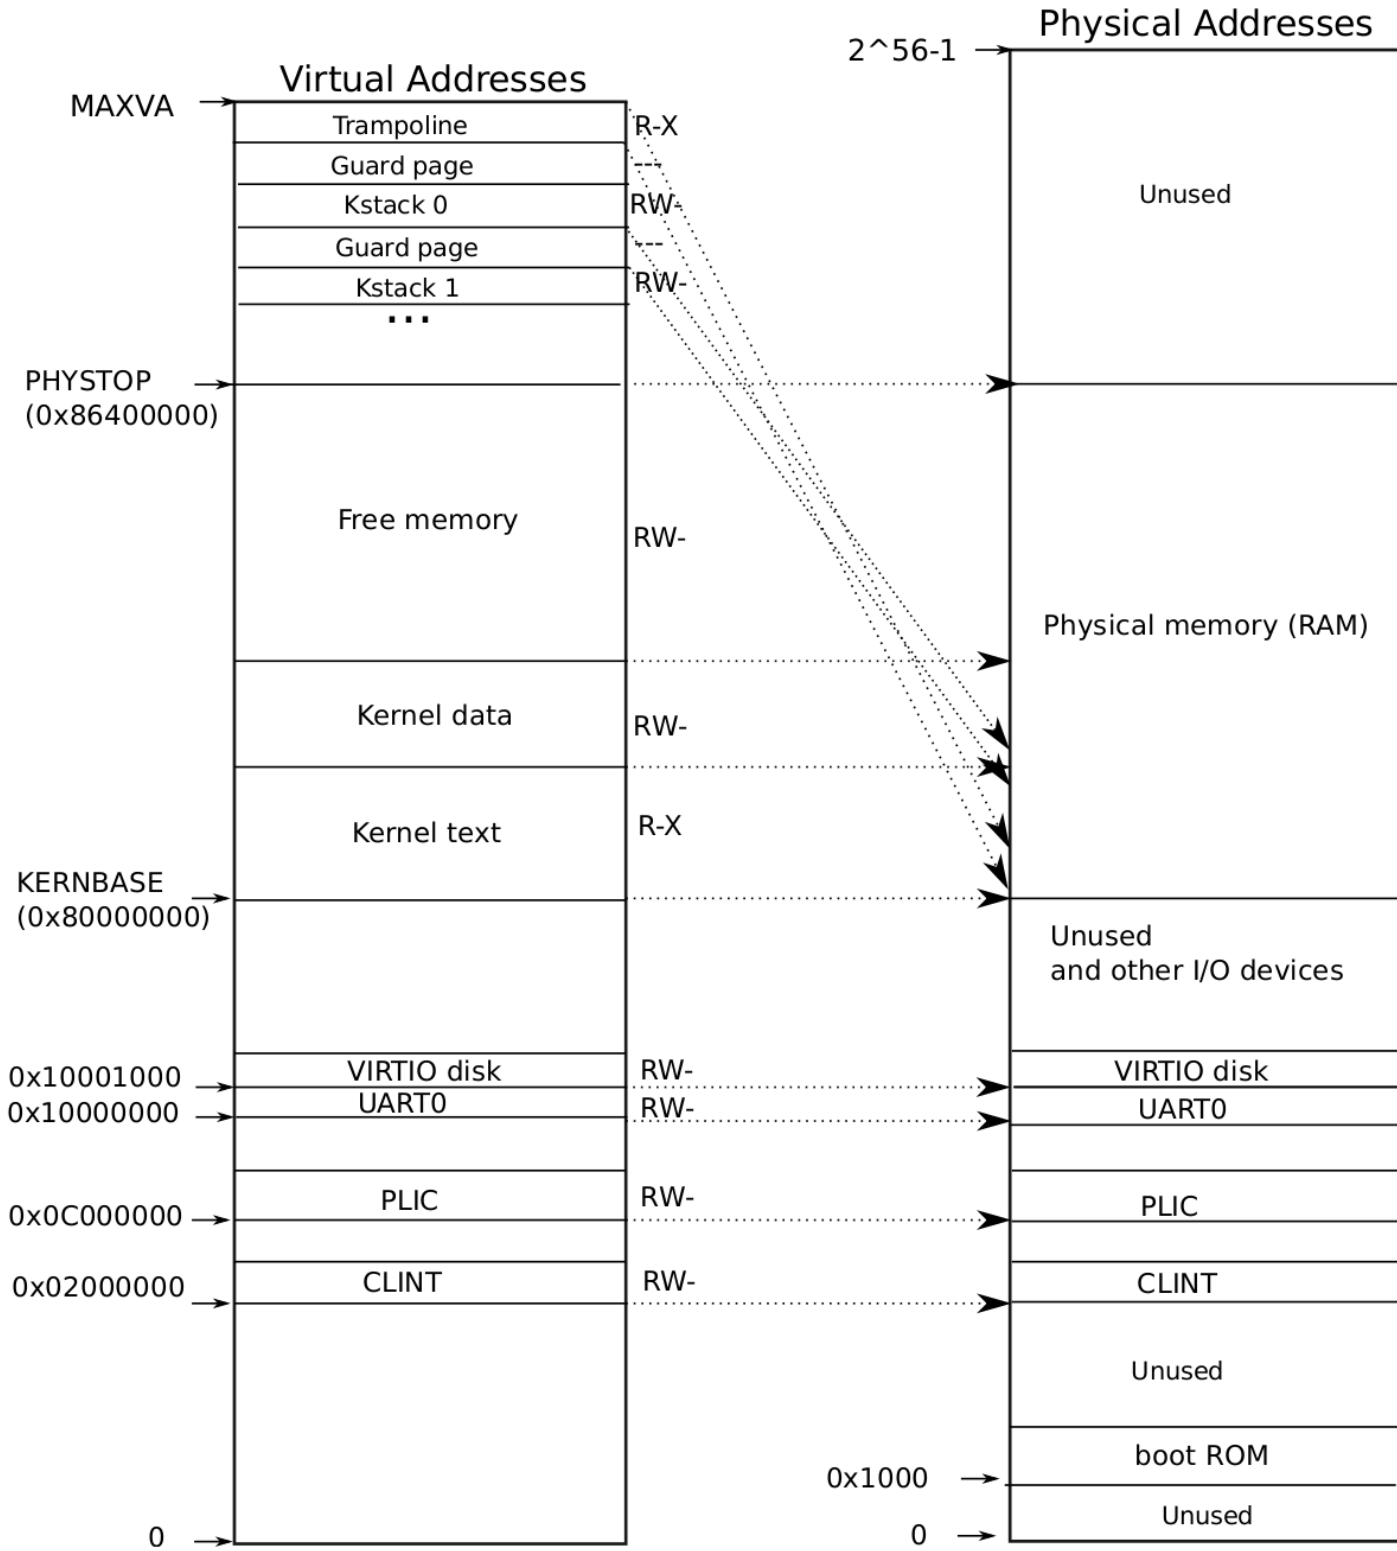 Physical Addresses
2^56-1
Virtual Addresses
MAXVA
Trampoline
R-X
Guard page
---
Unused
Kstack 0
RW-
Guard page
---
Kstack 1
RW-
...
PHYSTOP
(0x86400000)
Free memory
RW-
Physical memory (RAM)
Kernel data
RW-
Kernel text
R-X
KERNBASE
(0x80000000)
Unused
and other I/O devices
VIRTIO disk
RW-
VIRTIO disk
0x10001000
UART0
RW-
UART0
0x10000000
PLIC
RW-
PLIC
0x0C000000
CLINT
RW-
CLINT
0x02000000
Unused
boot ROM
0x1000
Unused
0
0